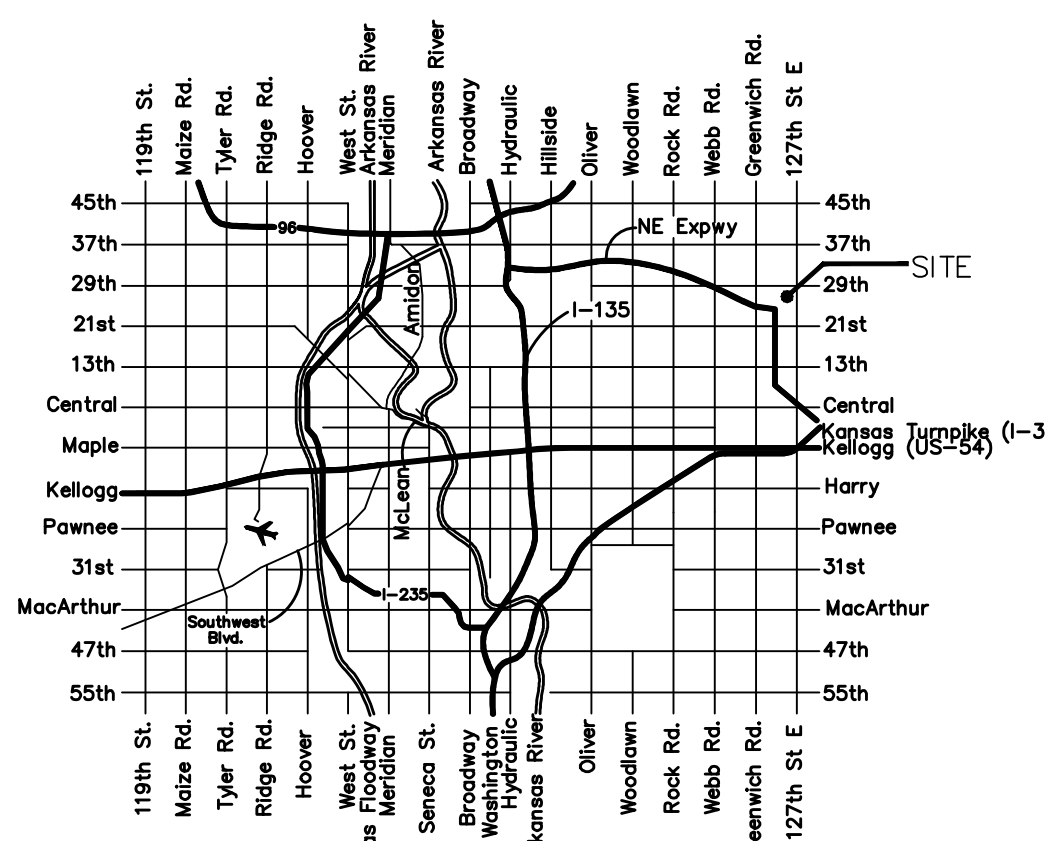 119th St.
Maize Rd.
Tyler Rd.
Ridge Rd.
Hoover
West St.
Arkansas River
Meridian
Arkansas River
Broadway
Hydraulic
Hillside
Oliver
Woodlawn
Rock Rd.
Webb Rd.
Greenwich Rd.
127th St E
45th
45th
96
NE Expwy
37th
37th
SITE
29th
29th
Amidon
I-135
21st
21st
13th
13th
Central
Central
Kansas Turnpike (I-3
Maple
Kellogg (US-54)
McLean
Kellogg
Harry
Pawnee
Pawnee
31st
31st
I-235
MacArthur
MacArthur
Southwest
Blvd.
47th
47th
55th
55th
119th St.
Maize Rd.
Tyler Rd.
Ridge Rd.
Hoover
West St.
as Floodway
Meridian
Seneca St.
Broadway
Washington
Hydraulic
kansas River
Oliver
Woodlawn
Rock Rd.
Webb Rd.
eenwich Rd.
127th St E